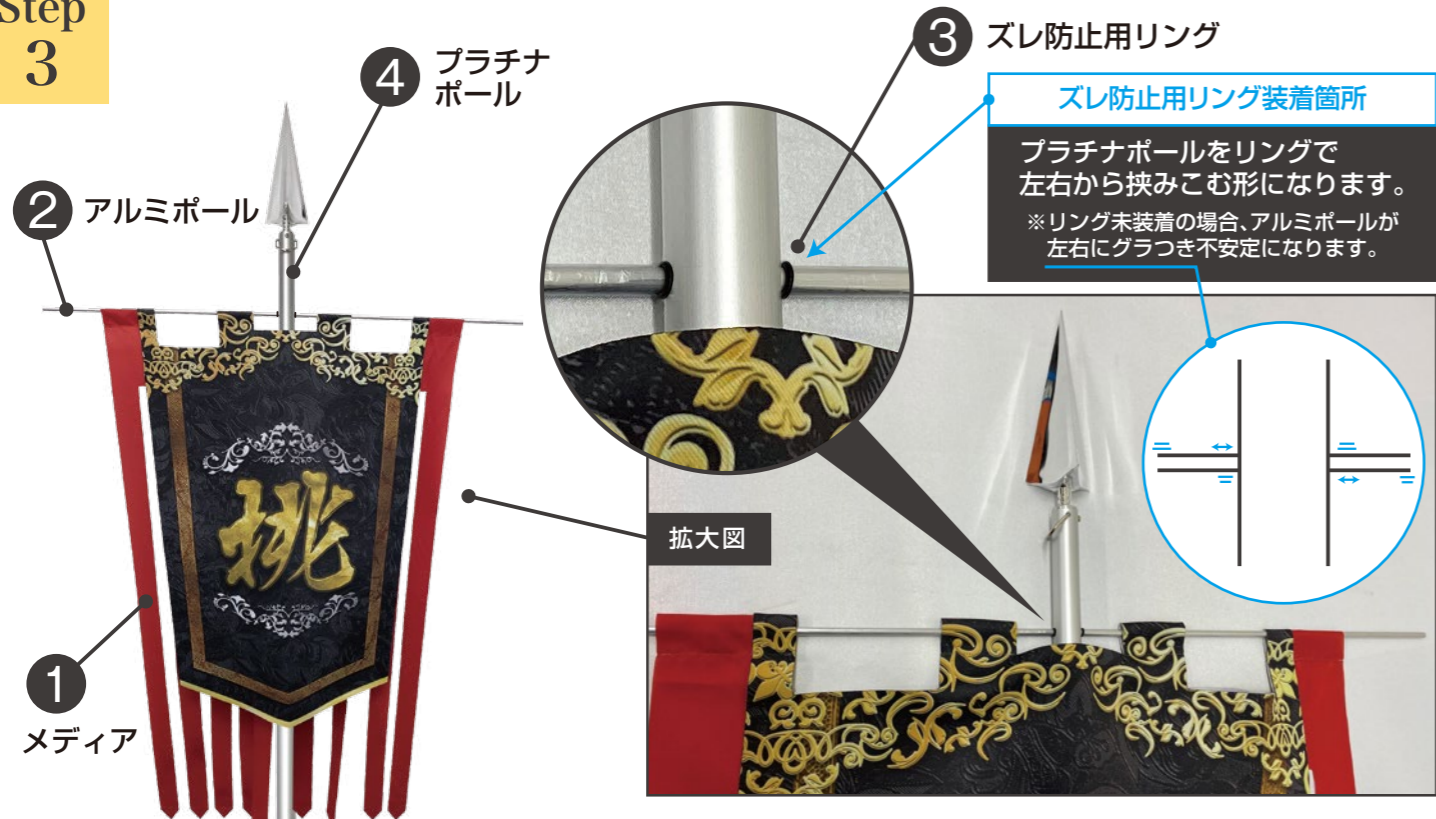 Step
3
4 プラチナ
ポール
3 ズレ防止用リング
ズレ防止用リング装着箇所
プラチナポールをリングで
左右から挟みこむ形になります。
※リング未装着の場合、アルミポールが
左右にグラつき不安定になります。
2 アルミポール
挑
拡大図
1
メディア